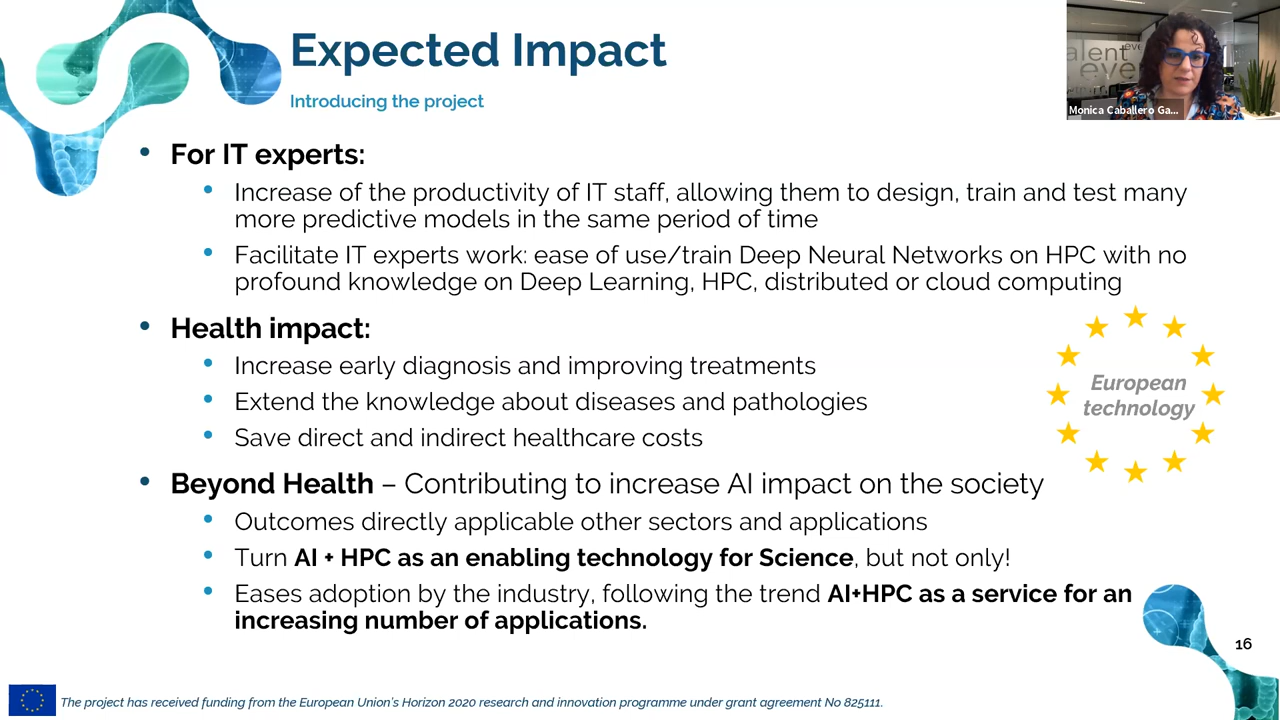 Expected Impact
Introducing the project
alent
eve
eve
Monica Caballero Ga...
• For IT experts:
• Increase of the productivity of IT staff, allowing them to design, train and test many
more predictive models in the same period of time
• Facilitate IT experts work: ease of use/train Deep Neural Networks on HPC with no
profound knowledge on Deep Learning, HPC, distributed or cloud computing
• Health impact:
• Increase early diagnosis and improving treatments
• Extend the knowledge about diseases and pathologies
• Save direct and indirect healthcare costs
European
technology
• Beyond Health – Contributing to increase AI impact on the society
• Outcomes directly applicable other sectors and applications
• Turn AI + HPC as an enabling technology for Science, but not only!
• Eases adoption by the industry, following the trend AI+HPC as a service for an
increasing number of applications.
16
The project has received funding from the European Union's Horizon 2020 research and innovation programme under grant agreement No 825111.